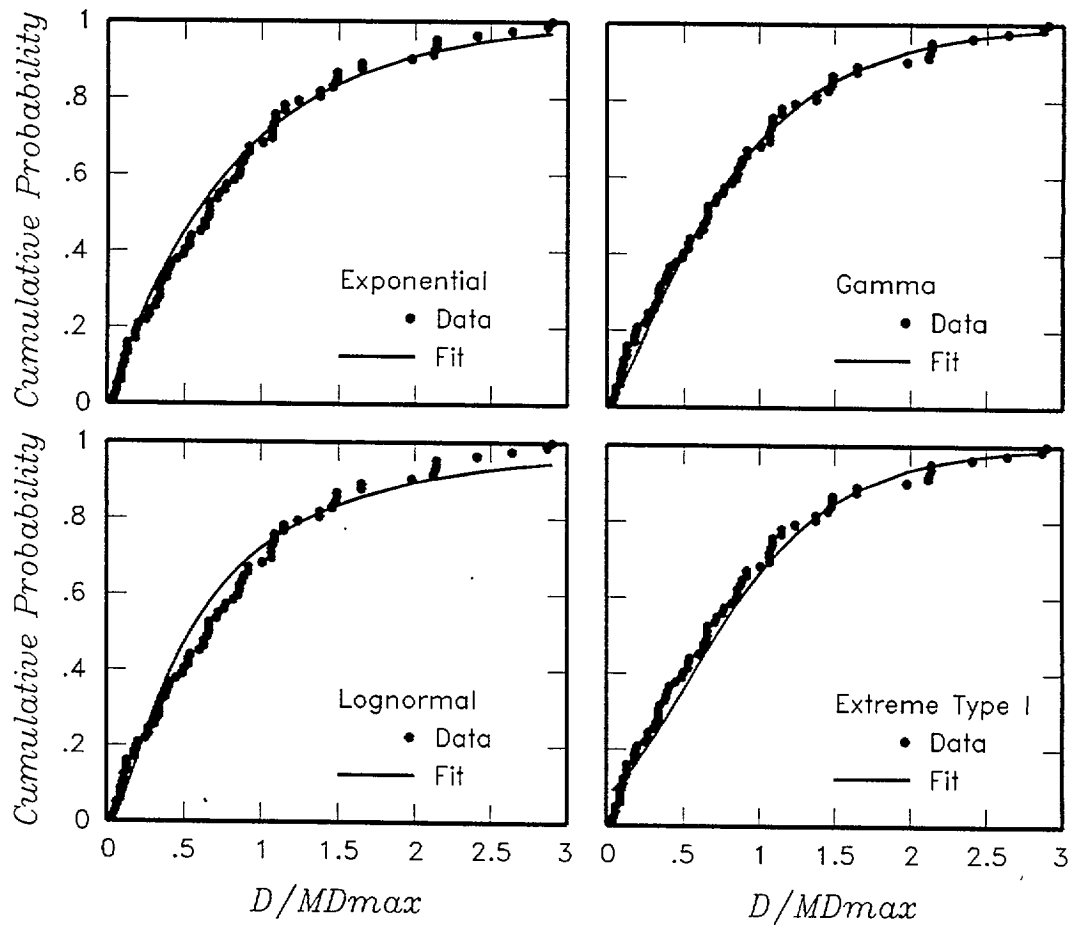 Cumulative Probability
1
.8
.6
.4
.2
0
Exponential
Data
Fit
Gamma
Data
Fit
Cumulative Probability
1
.8
.6
.4
.2
0
Lognormal
Data
Fit
0 .5 1 1.5 2 2.5 3
D/MDmax
Extreme Type I
Data
Fit
0 .5 1 1.5 2 2.5 3
D/MDmax